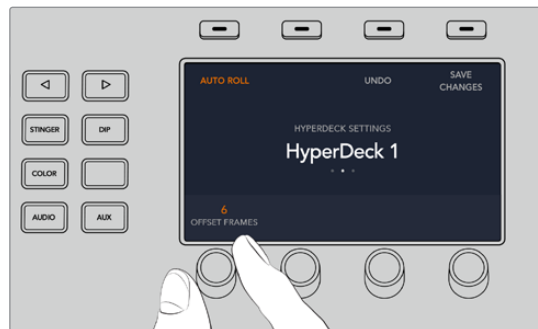 AUTO ROLL
UNDO
SAVE
CHANGES
HYPERDECK SETTINGS
HyperDeck 1
6
OFFSET FRAMES
STINGER
DIP
COLOR
AUDIO
AUX